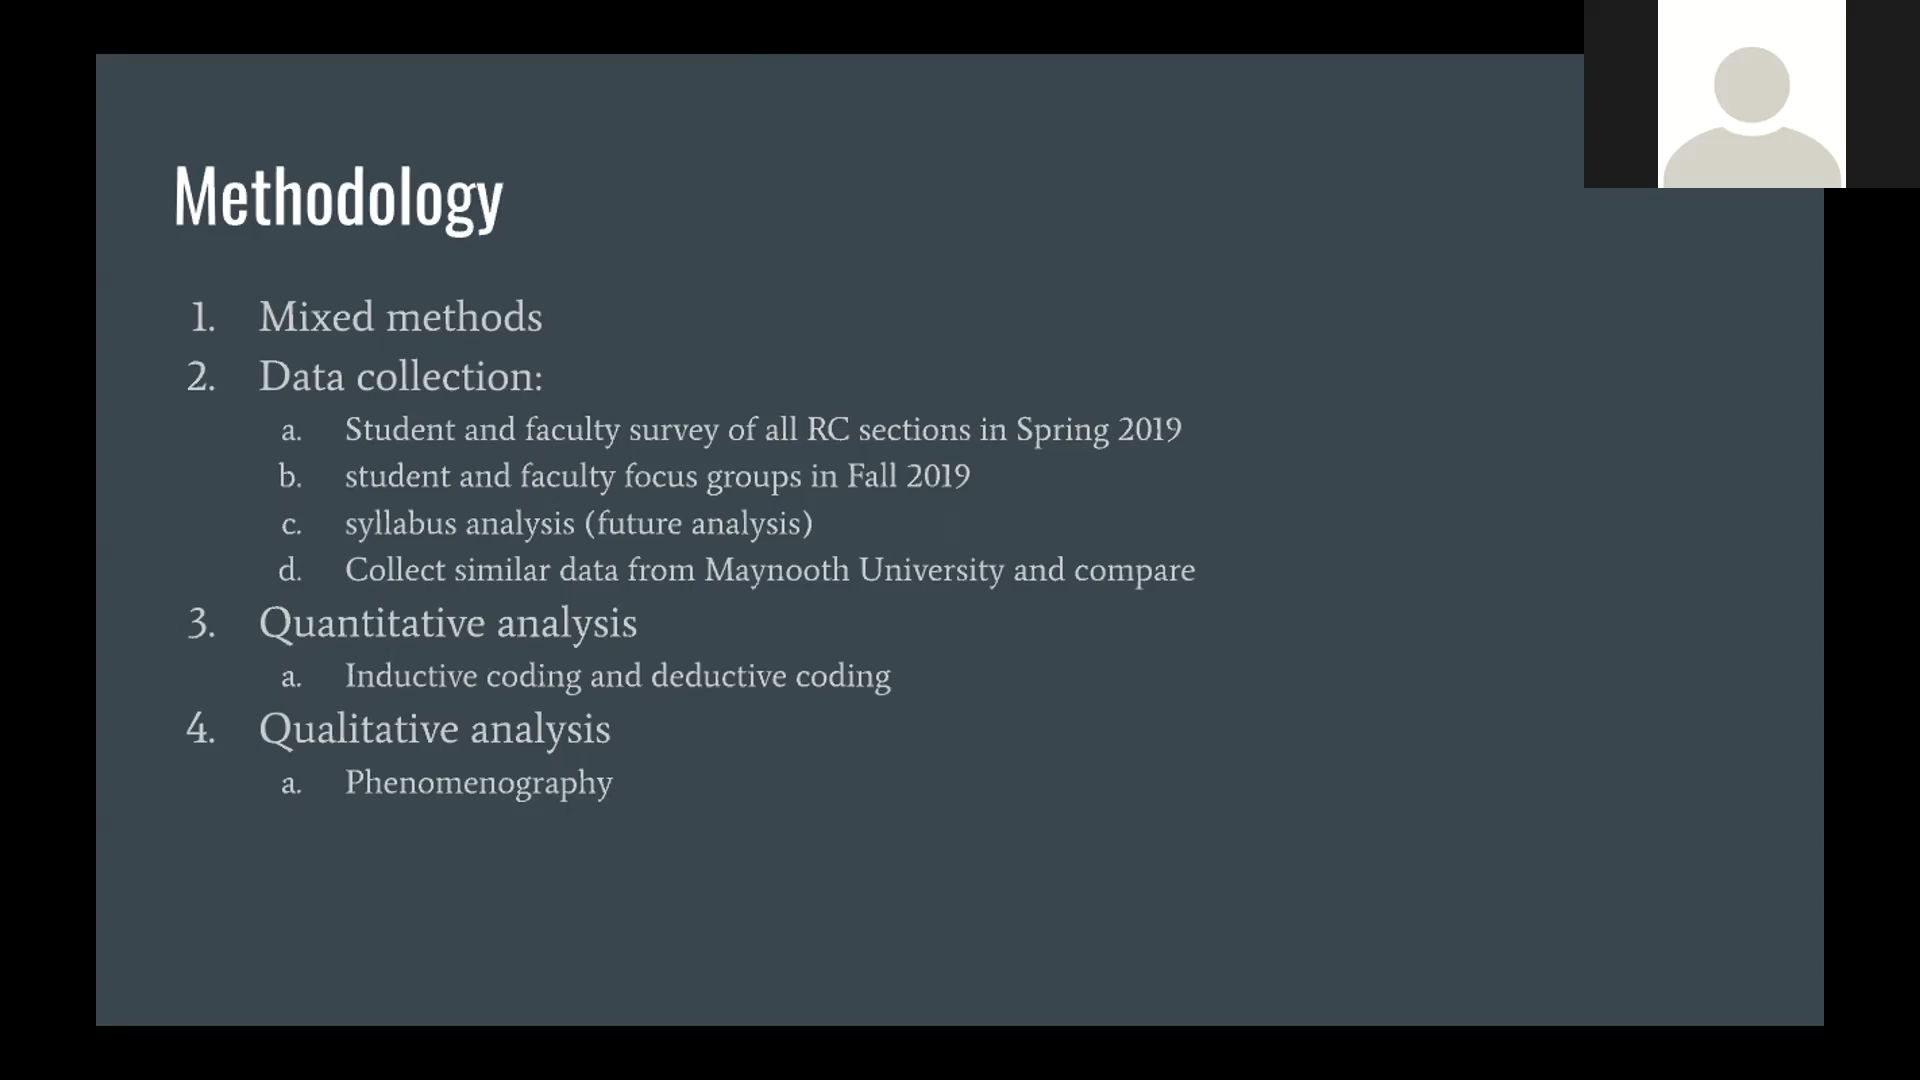 Methodology
1. Mixed methods
2. Data collection:
a. Student and faculty survey of all RC sections in Spring 2019
b. student and faculty focus groups in Fall 2019
c. syllabus analysis (future analysis)
d. Collect similar data from Maynooth University and compare
3. Quantitative analysis
a. Inductive coding and deductive coding
4. Qualitative analysis
a. Phenomenography